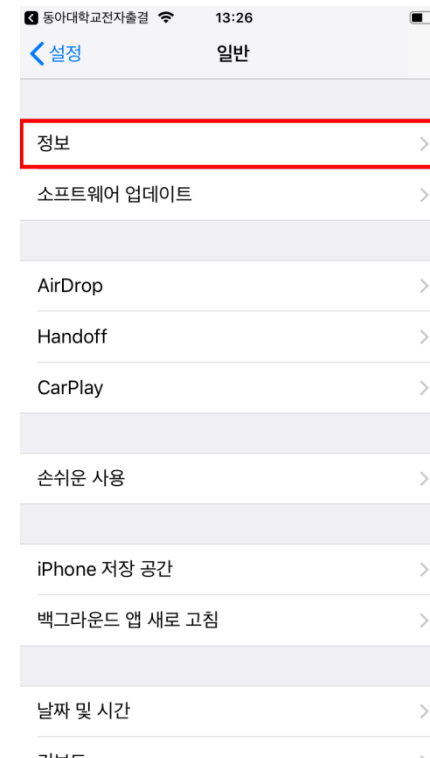 동아대학교전자출결 13:26
설정 일반
정보
소프트웨어 업데이트
AirDrop
Handoff
CarPlay
손쉬운 사용
iPhone 저장 공간
백그라운드 앱 새로 고침
날짜 및 시간